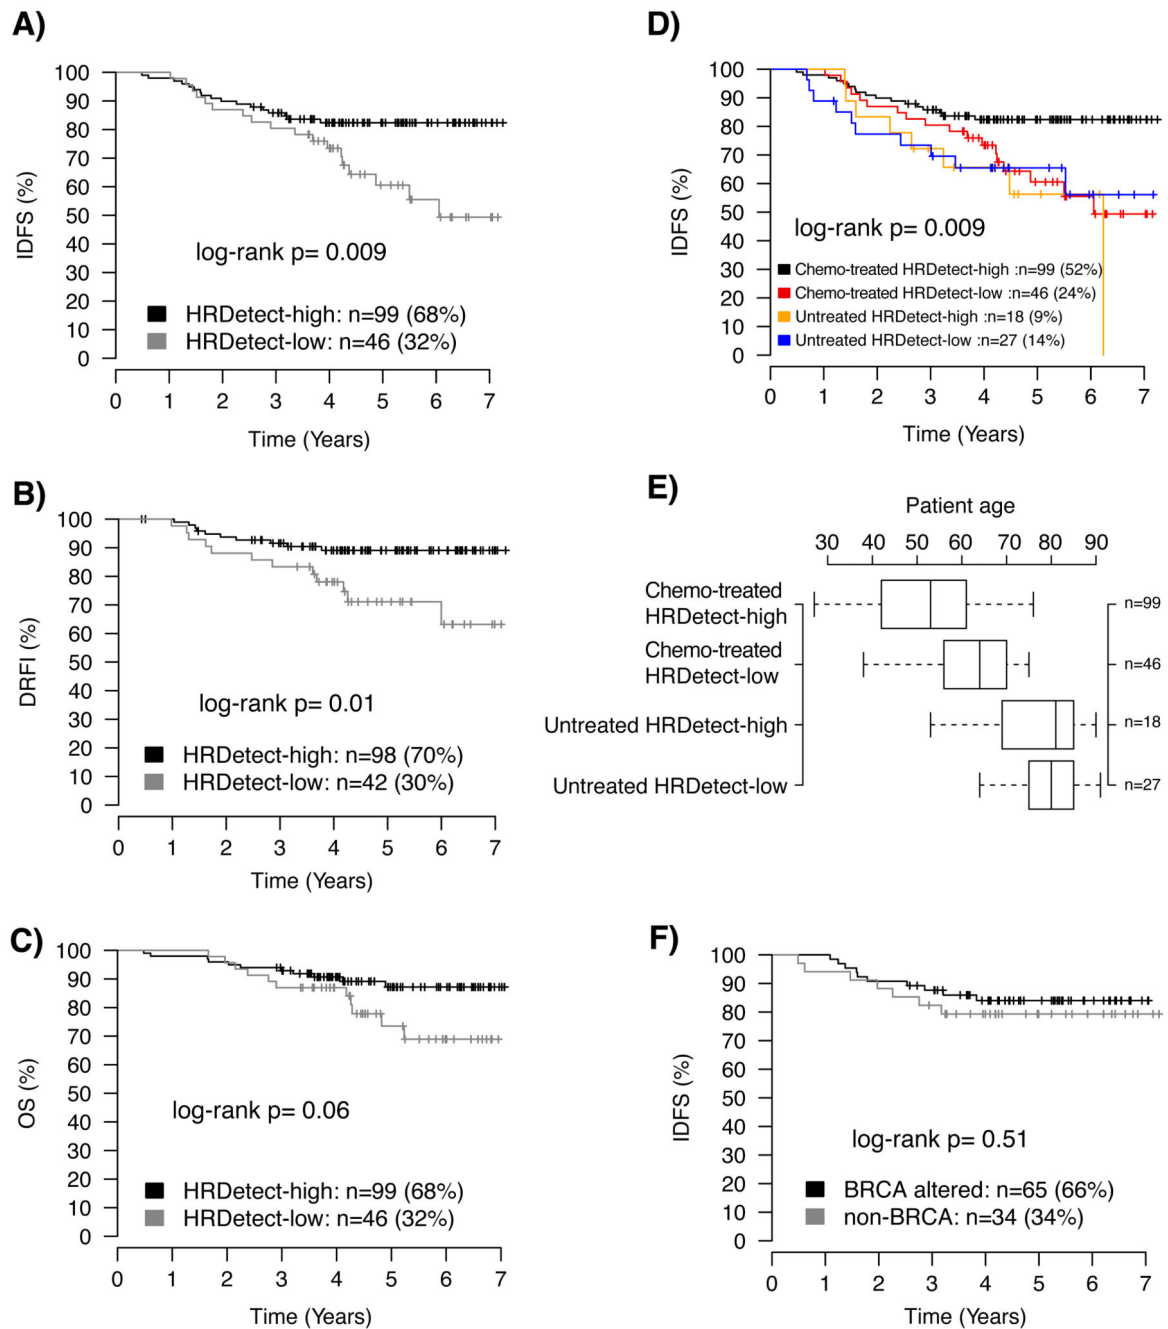 A)
100
90
80
70
60
50
40
30
20
10
0
IDFS (%)
log-rank p= 0.009
HRDetect-high: n=99 (68%)
HRDetect-low: n=46 (32%)
0 1 2 3 4 5 6 7
Time (Years)
B)
100
90
80
70
60
50
40
30
20
10
0
DRFI (%)
log-rank p= 0.01
HRDetect-high: n=98 (70%)
HRDetect-low: n=42 (30%)
0 1 2 3 4 5 6 7
Time (Years)
C)
100
90
80
70
60
50
40
30
20
10
0
OS (%)
log-rank p= 0.06
HRDetect-high: n=99 (68%)
HRDetect-low: n=46 (32%)
0 1 2 3 4 5 6 7
Time (Years)
D)
100
90
80
70
60
50
40
30
20
10
0
IDFS (%)
log-rank p= 0.009
Chemo-treated HRDetect-high :n=99 (52%)
Chemo-treated HRDetect-low :n=46 (24%)
Untreated HRDetect-high :n=18 (9%)
Untreated HRDetect-low :n=27 (14%)
0 1 2 3 4 5 6 7
Time (Years)
E)
Patient age
30 40 50 60 70 80 90
Chemo-treated
HRDetect-high
n=99
Chemo-treated
HRDetect-low
n=46
Untreated HRDetect-high
n=18
Untreated HRDetect-low
n=27
F)
100
90
80
70
60
50
40
30
20
10
0
IDFS (%)
log-rank p= 0.51
BRCA altered: n=65 (66%)
non-BRCA: n=34 (34%)
0 1 2 3 4 5 6 7
Time (Years)